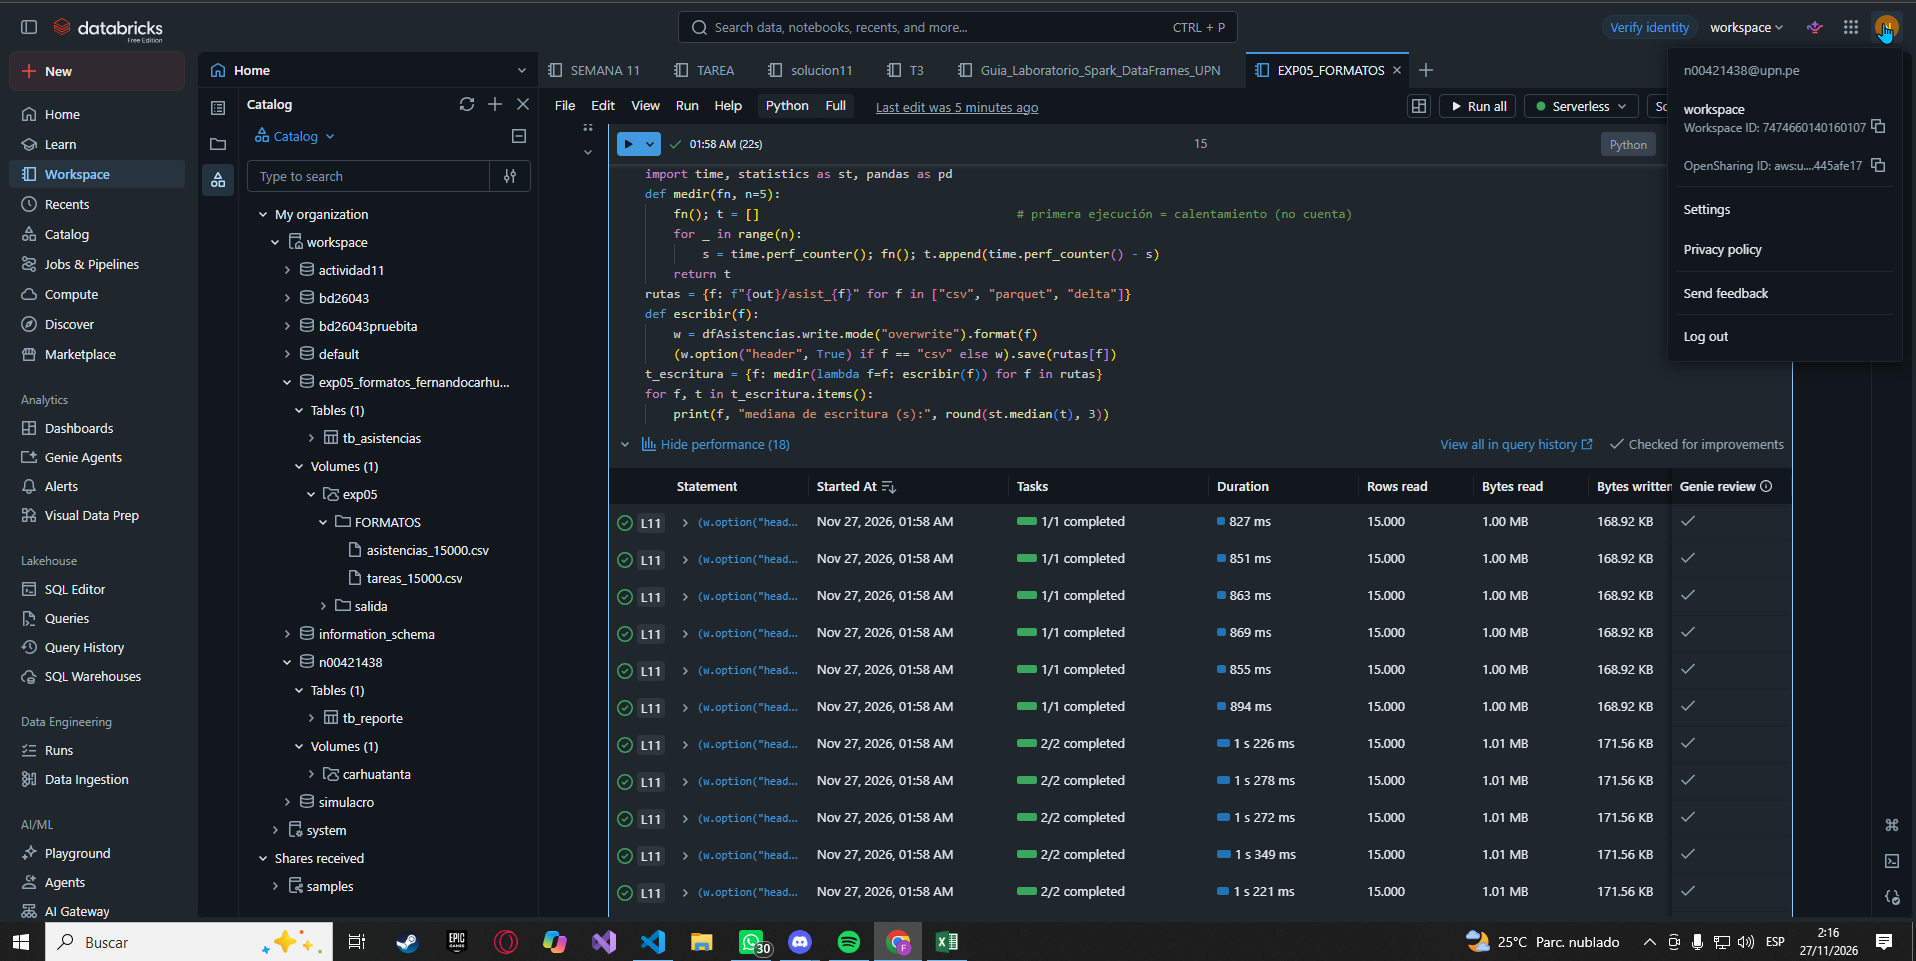 databricks
Free Edition
Search data, notebooks, recents, and more...
CTRL + P
Verify identity
workspace
New
Home
Learn
Workspace
Recents
Catalog
Jobs & Pipelines
Compute
Discover
Marketplace
Analytics
Dashboards
Genie Agents
Alerts
Visual Data Prep
Lakehouse
SQL Editor
Queries
Query History
SQL Warehouses
Data Engineering
Runs
Data Ingestion
AI/ML
Playground
Agents
AI Gateway
Home
Catalog
Catalog
Type to search
My organization
workspace
actividad11
bd26043
bd26043pruebita
default
exp05_formatos_fernandocarhu...
Tables (1)
tb_asistencias
Volumes (1)
exp05
FORMATOS
asistencias_15000.csv
tareas_15000.csv
salida
information_schema
n00421438
Tables (1)
tb_reporte
Volumes (1)
carhuatanta
simulacro
system
Shares received
samples
SEMANA 11
TAREA
solucion11
T3
Guia_Laboratorio_Spark_DataFrames_UPN
EXP05_FORMATOS
File Edit View Run Help Python Full Last edit was 5 minutes ago
Run all
Serverless
Sc
01:58 AM (22s)
15
Python
import time, statistics as st, pandas as pd
def medir(fn, n=5):
fn(); t = [] # primera ejecución = calentamiento (no cuenta)
for _ in range(n):
s = time.perf_counter(); fn(); t.append(time.perf_counter() - s)
return t
rutas = {f: f"{out}/asist_{f}" for f in ["csv", "parquet", "delta"]}
def escribir(f):
w = dfAsistencias.write.mode("overwrite").format(f)
(w.option("header", True) if f == "csv" else w).save(rutas[f])
t_escritura = {f: medir(lambda f=f: escribir(f)) for f in rutas}
for f, t in t_escritura.items():
print(f, "mediana de escritura (s):", round(st.median(t), 3))
Hide performance (18)
View all in query history
Checked for improvements
Statement Started At Tasks Duration Rows read Bytes read Bytes written Genie review
L11 (w.option("head... Nov 27, 2026, 01:58 AM 1/1 completed 827 ms 15.000 1.00 MB 168.92 KB
L11 (w.option("head... Nov 27, 2026, 01:58 AM 1/1 completed 851 ms 15.000 1.00 MB 168.92 KB
L11 (w.option("head... Nov 27, 2026, 01:58 AM 1/1 completed 863 ms 15.000 1.00 MB 168.92 KB
L11 (w.option("head... Nov 27, 2026, 01:58 AM 1/1 completed 869 ms 15.000 1.00 MB 168.92 KB
L11 (w.option("head... Nov 27, 2026, 01:58 AM 1/1 completed 855 ms 15.000 1.00 MB 168.92 KB
L11 (w.option("head... Nov 27, 2026, 01:58 AM 1/1 completed 894 ms 15.000 1.00 MB 168.92 KB
L11 (w.option("head... Nov 27, 2026, 01:58 AM 2/2 completed 1 s 226 ms 15.000 1.01 MB 171.56 KB
L11 (w.option("head... Nov 27, 2026, 01:58 AM 2/2 completed 1 s 278 ms 15.000 1.01 MB 171.56 KB
L11 (w.option("head... Nov 27, 2026, 01:58 AM 2/2 completed 1 s 272 ms 15.000 1.01 MB 171.56 KB
L11 (w.option("head... Nov 27, 2026, 01:58 AM 2/2 completed 1 s 349 ms 15.000 1.01 MB 171.56 KB
L11 (w.option("head... Nov 27, 2026, 01:58 AM 2/2 completed 1 s 221 ms 15.000 1.01 MB 171.56 KB
n00421438@upn.pe
workspace
Workspace ID: 7474660140160107
OpenSharing ID: aws:u....445afe17
Settings
Privacy policy
Send feedback
Log out
Buscar
EPIC GAMES
30
F
25°C Parc. nublado
ESP
2:16
27/11/2026